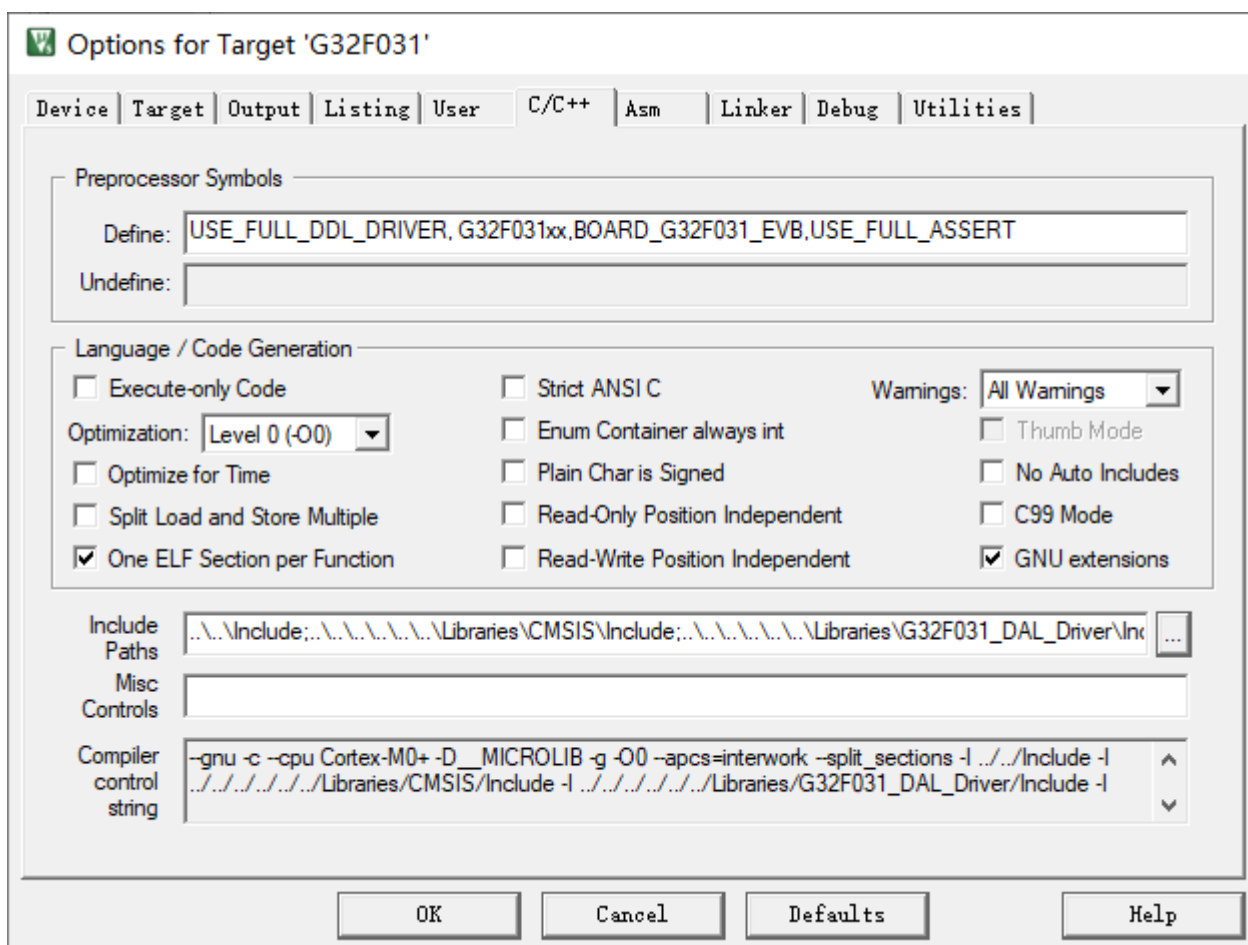 Options for Target 'G32F031'
Device Target Output Listing User C/C++ Asm Linker Debug Utilities
Preprocessor Symbols
Define: USE_FULL_DDL_DRIVER, G32F031xx,BOARD_G32F031_EVB,USE_FULL_ASSERT
Undefine:
Language / Code Generation
Execute-only Code Strict ANSI C Warnings: All Warnings
Optimization: Level 0 (-O0) Enum Container always int Thumb Mode
Optimize for Time Plain Char is Signed No Auto Includes
Split Load and Store Multiple Read-Only Position Independent C99 Mode
One ELF Section per Function Read-Write Position Independent GNU extensions
Include Paths ..\..\Include;..\..\..\..\..\..\Libraries\CMSIS\Include;..\..\..\..\..\..\Libraries\G32F031_DAL_Driver\Inc ...
Misc Controls
Compiler control string --gnu -c --cpu Cortex-M0+ -D__MICROLIB -g -O0 --apcs=interwork --split_sections -I ../../Include -I
../../../../../../Libraries/CMSIS/Include -I ../../../../../../Libraries/G32F031_DAL_Driver/Include -I
OK Cancel Defaults Help